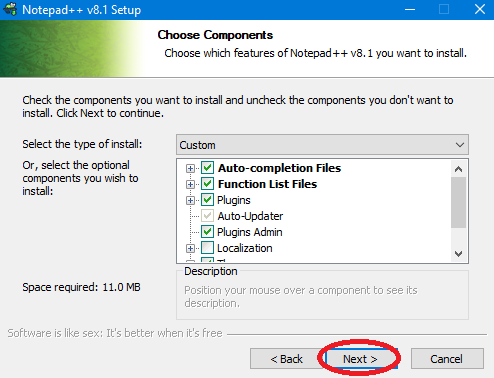 Notepad++ v8.1 Setup
Choose Components
Choose which features of Notepad++ v8.1 you want to install.
Check the components you want to install and uncheck the components you don't want to
install. Click Next to continue.
Select the type of install:
Custom
Or, select the optional
components you wish to
install:
Auto-completion Files
Function List Files
Plugins
Auto-Updater
Plugins Admin
Localization
Space required: 11.0 MB
Description
Position your mouse over a component to see its
description.
Software is like sex: It's better when it's free
< Back
Next >
Cancel